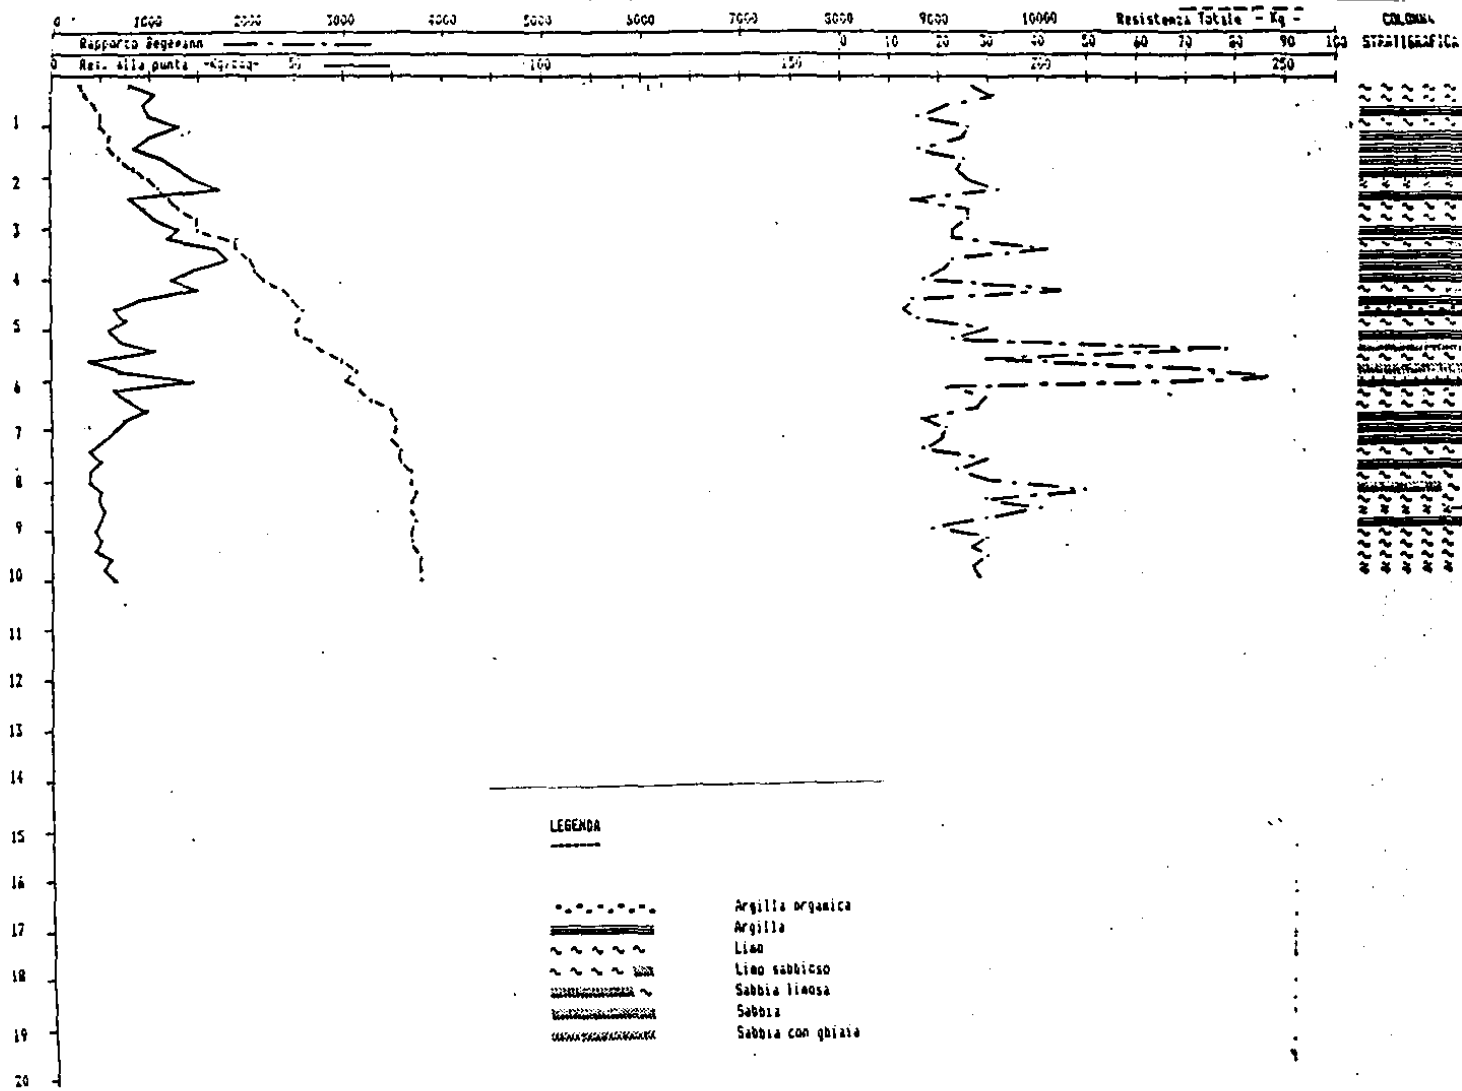 0 1000 2000 3000 4000 5000 6000 7000 8000 9000 10000 Resistenza Totale - Kg - COLONNA
Rapporto Begemann 0 10 20 30 40 50 60 70 80 90 100 STRATIGRAFICA
0 Res. alla punta 50 100 150 200 250
1
2
3
4
5
6
7
8
9
10
11
12
13
14
15
16
17
18
19
20
LEGENDA
Argilla organica
Argilla
Limo
Limo sabbioso
Sabbia limosa
Sabbia
Sabbia con ghiaia